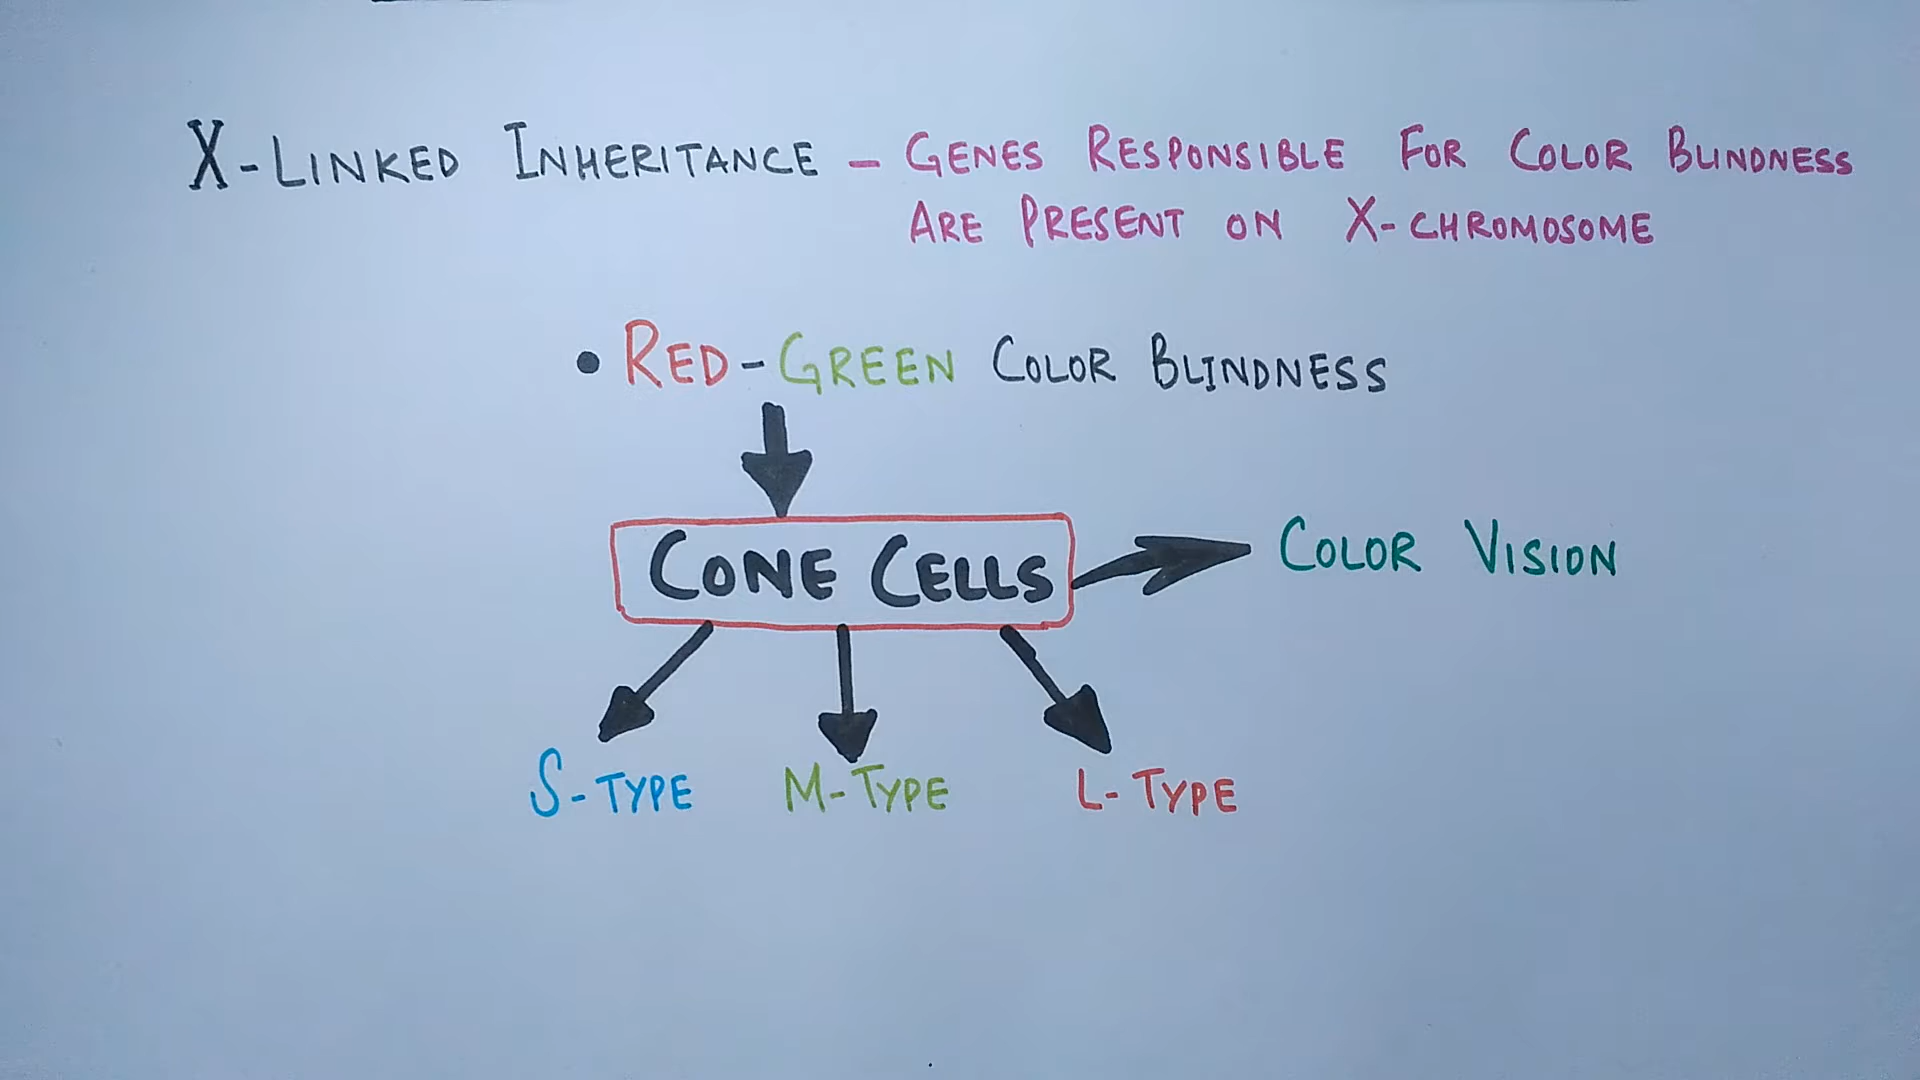 X-LINKED INHERITANCE - GENES RESPONSIBLE FOR COLOR BLINDNESS
ARE PRESENT ON X-CHROMOSOME
• RED-GREEN COLOR BLINDNESS
CONE CELLS
COLOR VISION
S-TYPE
M-TYPE
L-TYPE